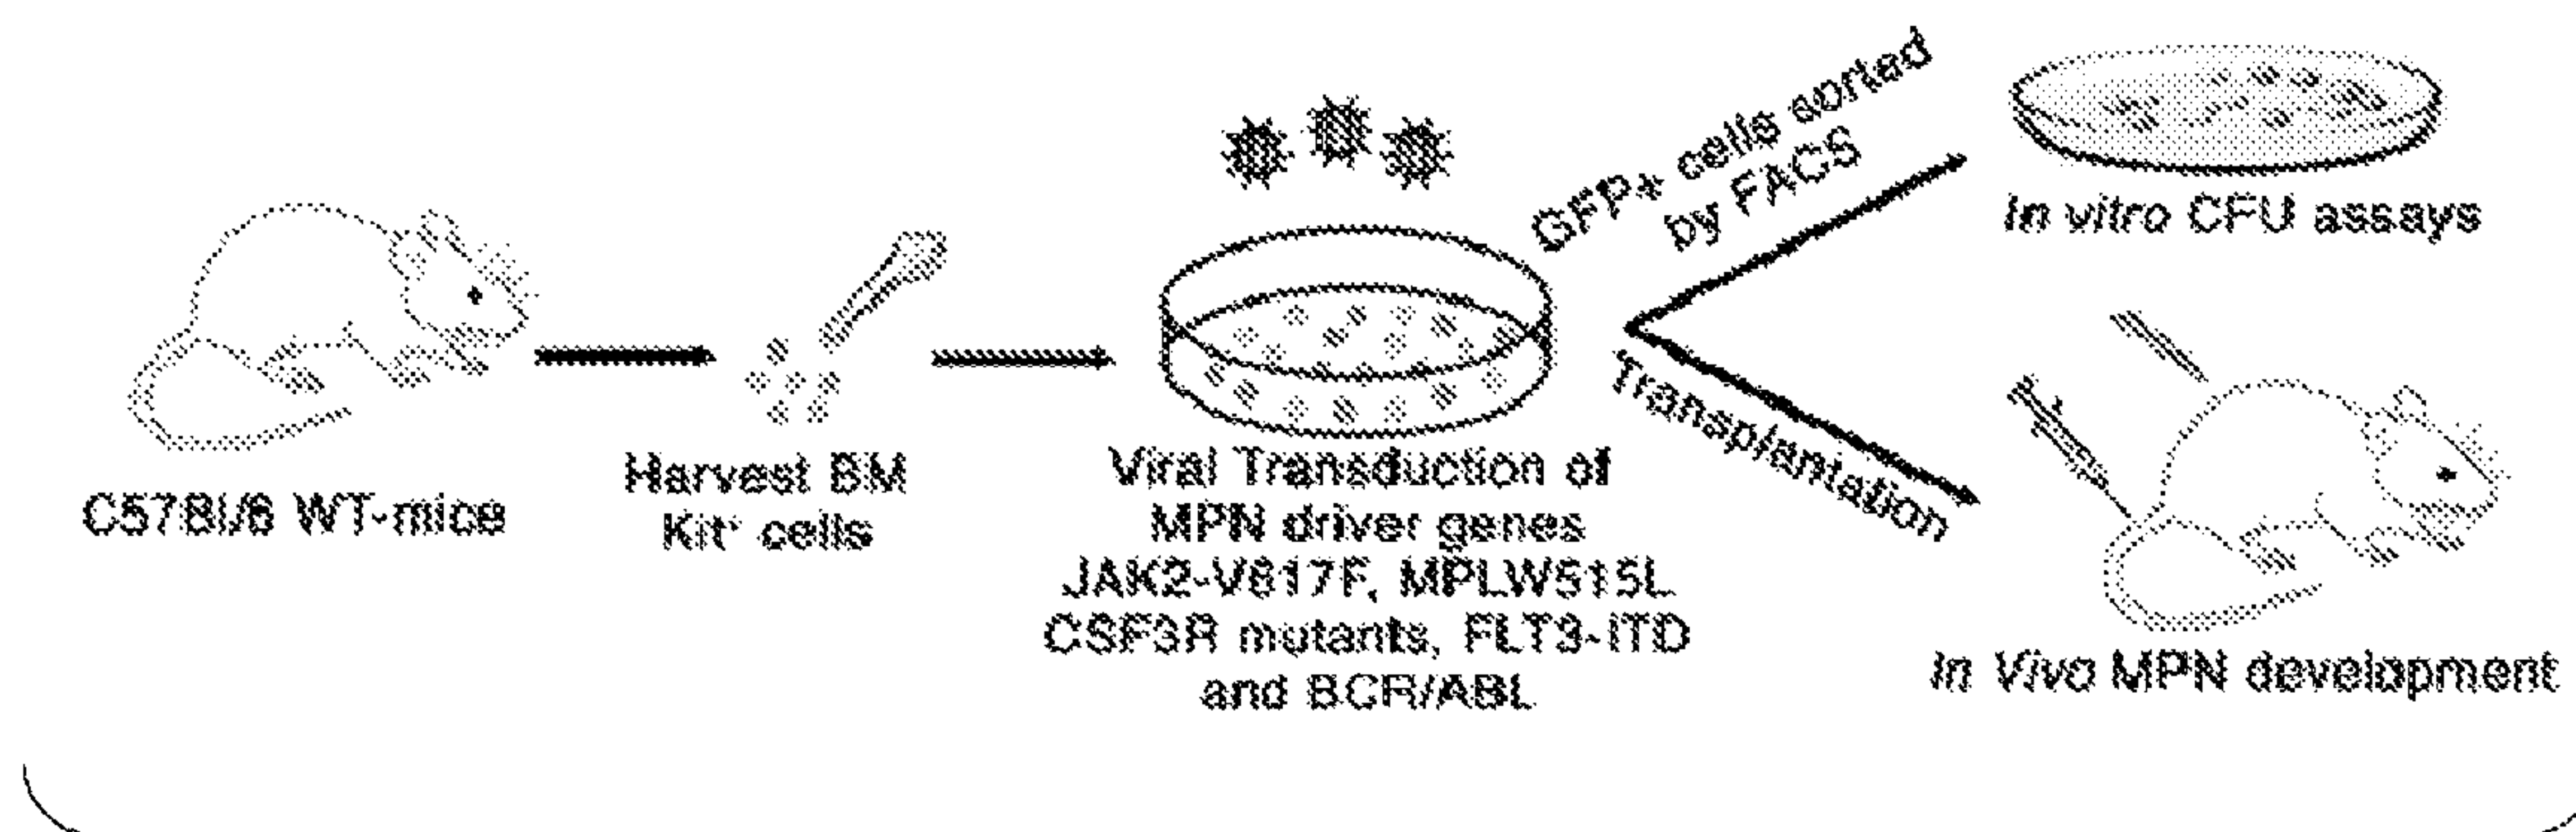 C57Bl/6 WT-mice
Harvest BM
Kit+ cells
Viral Transduction of
MPN driver genes
JAK2-V617F, MPLW515L
CSF3R mutants, FLT3-ITD
and BCR/ABL
GFP+ cells sorted
by FACS
Transplantation
In vitro CFU assays
In Vivo MPN development